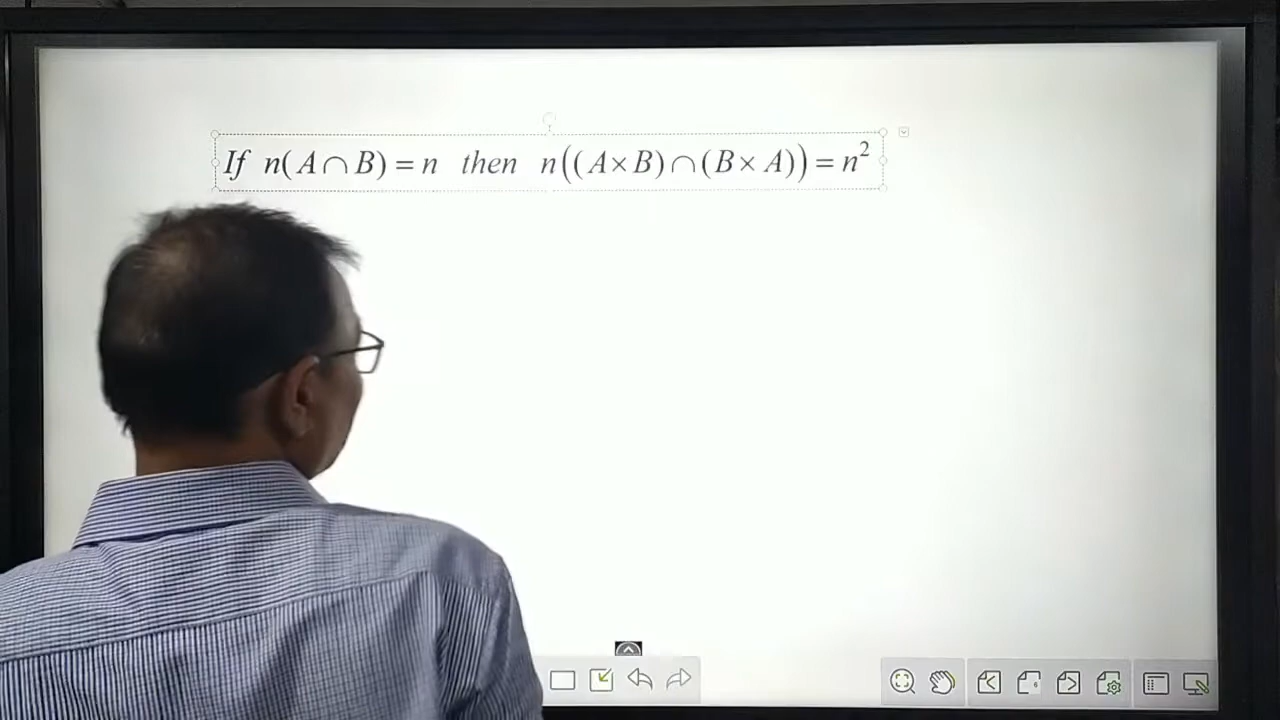 If n(A∩B) = n then n((A×B)∩(B×A)) = n²